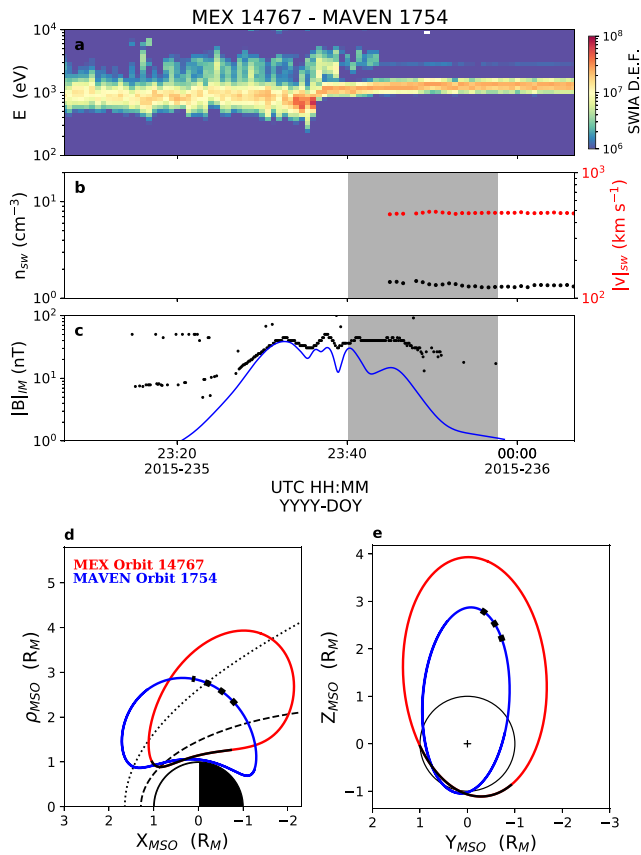 MEX 14767 - MAVEN 1754
a
10⁴
10³
10²
E (eV)
10⁸
10⁷
10⁶
SWIA D.E.F.
b
10¹
10⁰
n_SW (cm⁻³)
10³
10²
|v|_SW (km s⁻¹)
c
10²
10¹
10⁰
|B|_IM (nT)
23:20 23:40 00:00
2015-235 2015-236
UTC HH:MM
YYYY-DOY
d
MEX Orbit 14767
MAVEN Orbit 1754
5
4
3
2
1
0
ρ_MSO (R_M)
3 2 1 0 −1 −2
X_MSO (R_M)
e
4
3
2
1
0
−1
Z_MSO (R_M)
2 1 0 −1 −2 −3
Y_MSO (R_M)